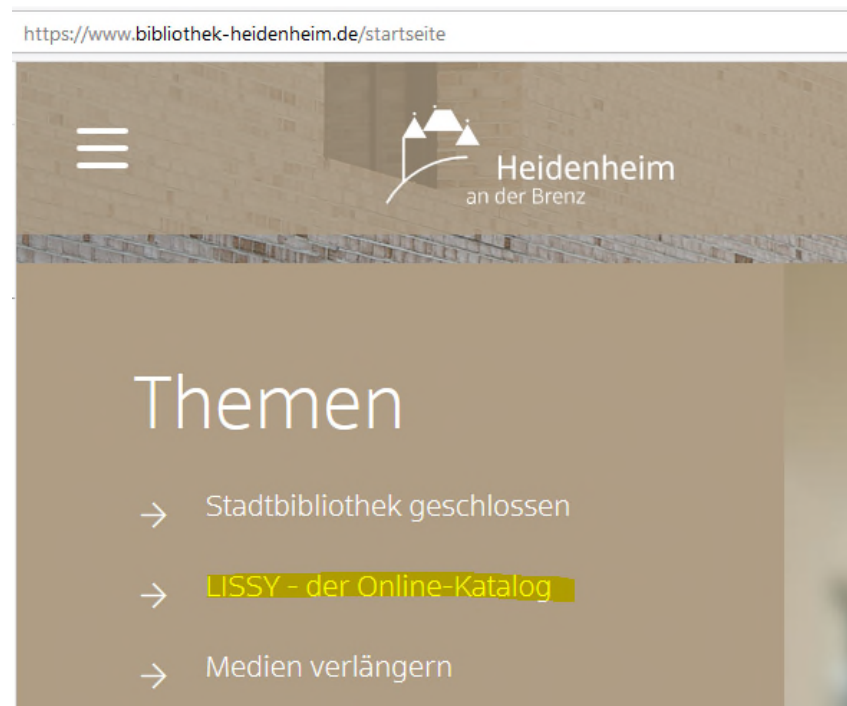 https://www.bibliothek-heidenheim.de/startseite
Heidenheim
an der Brenz
Themen
→ Stadtbibliothek geschlossen
→ LISSY - der Online-Katalog
→ Medien verlängern